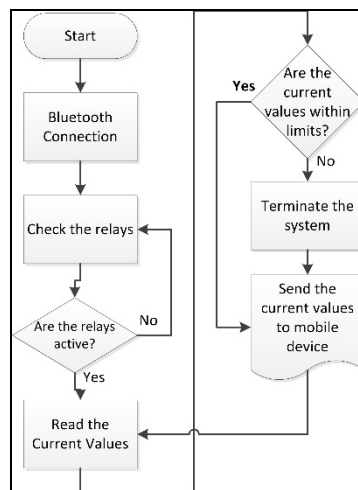 Start
Bluetooth
Connection
Check the relays
Are the relays
active?
No
Yes
Read the
Current Values
Are the
current
values within
limits?
Yes
No
Terminate the
system
Send the
current values
to mobile
device